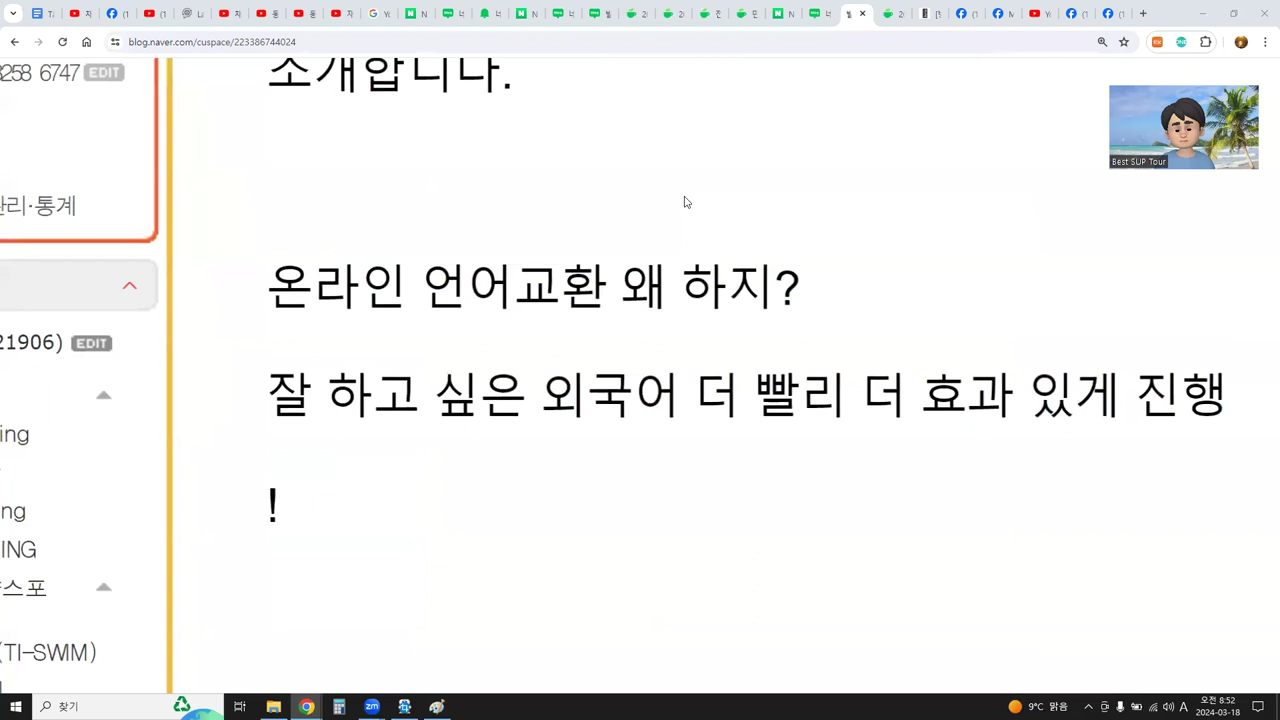 blog.naver.com/cuspace/223386744024
소개합니다.
3258 6747 EDIT
Best SUP Tour
관리·통계
온라인 언어교환 왜 하지?
21906) EDIT
잘 하고 싶은 외국어 더 빨리 더 효과 있게 진행
!
ing
ng
ING
스포
(TI-SWIM)
찾기
9°C 맑음
A
오전 8:52
2024-03-18